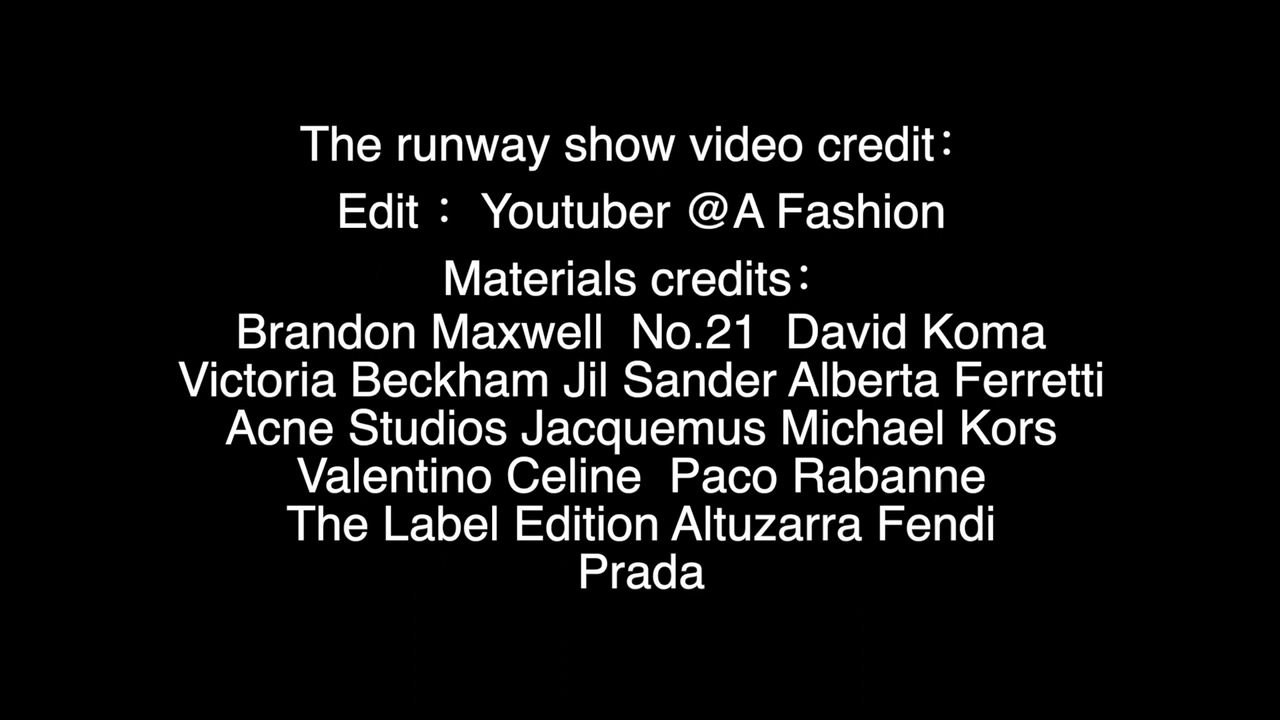 The runway show video credit：
Edit ： Youtuber @A Fashion
Materials credits：
Brandon Maxwell  No.21  David Koma
Victoria Beckham Jil Sander Alberta Ferretti
Acne Studios Jacquemus Michael Kors
Valentino Celine  Paco Rabanne
The Label Edition Altuzarra Fendi
Prada